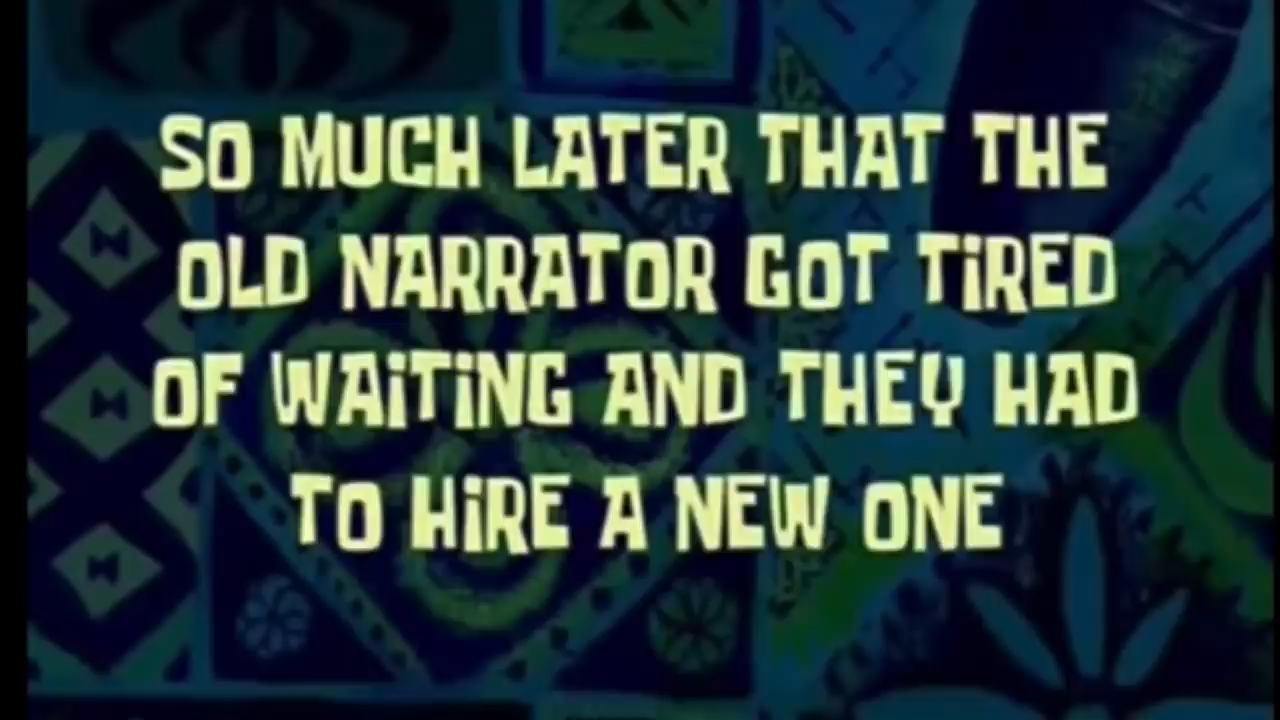 SO MUCH LATER THAT THE
OLD NARRATOR GOT TIRED
OF WAITING AND THEY HAD
TO HIRE A NEW ONE